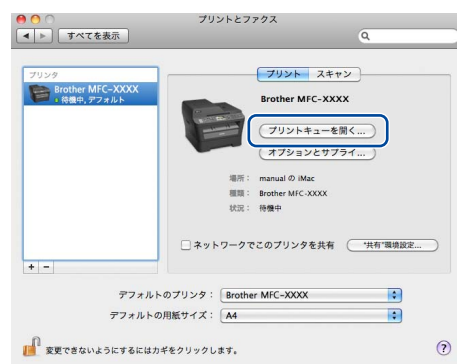 プリントとファクス
すべてを表示
プリンタ
Brother MFC-XXXX
待機中, デフォルト
プリント スキャン
Brother MFC-XXXX
プリントキューを開く...
オプションとサプライ...
場所： manual の iMac
種類： Brother MFC-XXXX
状況： 待機中
ネットワークでこのプリンタを共有 "共有"環境設定...
+ −
デフォルトのプリンタ： Brother MFC-XXXX
デフォルトの用紙サイズ： A4
変更できないようにするにはカギをクリックします。 ?